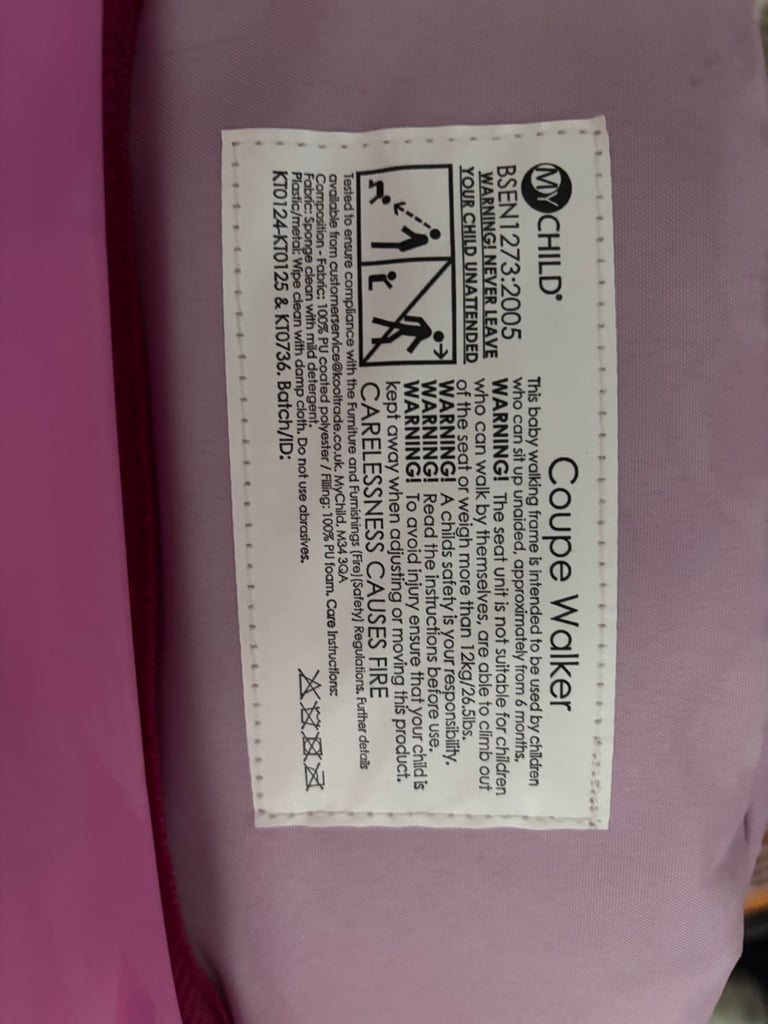 MYCHILD®
BSEN1273:2005
WARNING! NEVER LEAVE
YOUR CHILD UNATTENDED
Coupe Walker
This baby walking frame is intended to be used by children
who can sit up unaided, approximately from 6 months.
WARNING! The seat unit is not suitable for children
who can walk by themselves, are able to climb out
of the seat or weigh more than 12kg/26.5lbs.
WARNING! A childs safety is your responsibility.
WARNING! Read the instructions before use.
WARNING! To avoid injury ensure that your child is
kept away when adjusting or moving this product.
CARELESSNESS CAUSES FIRE
Tested to ensure compliance with the Furniture and Furnishings (Fire)(Safety) Regulations. Further details
available from customerservice@kooltrade.co.uk. MyChild, M34 3QA
Composition - Fabric: 100% PU coated polyester / Filling: 100% PU foam. Care Instructions:
Fabric: Sponge clean with mild detergent.
Plastic/metal: Wipe clean with damp cloth. Do not use abrasives.
KT0124-KT0125 & KT0736. Batch/ID: